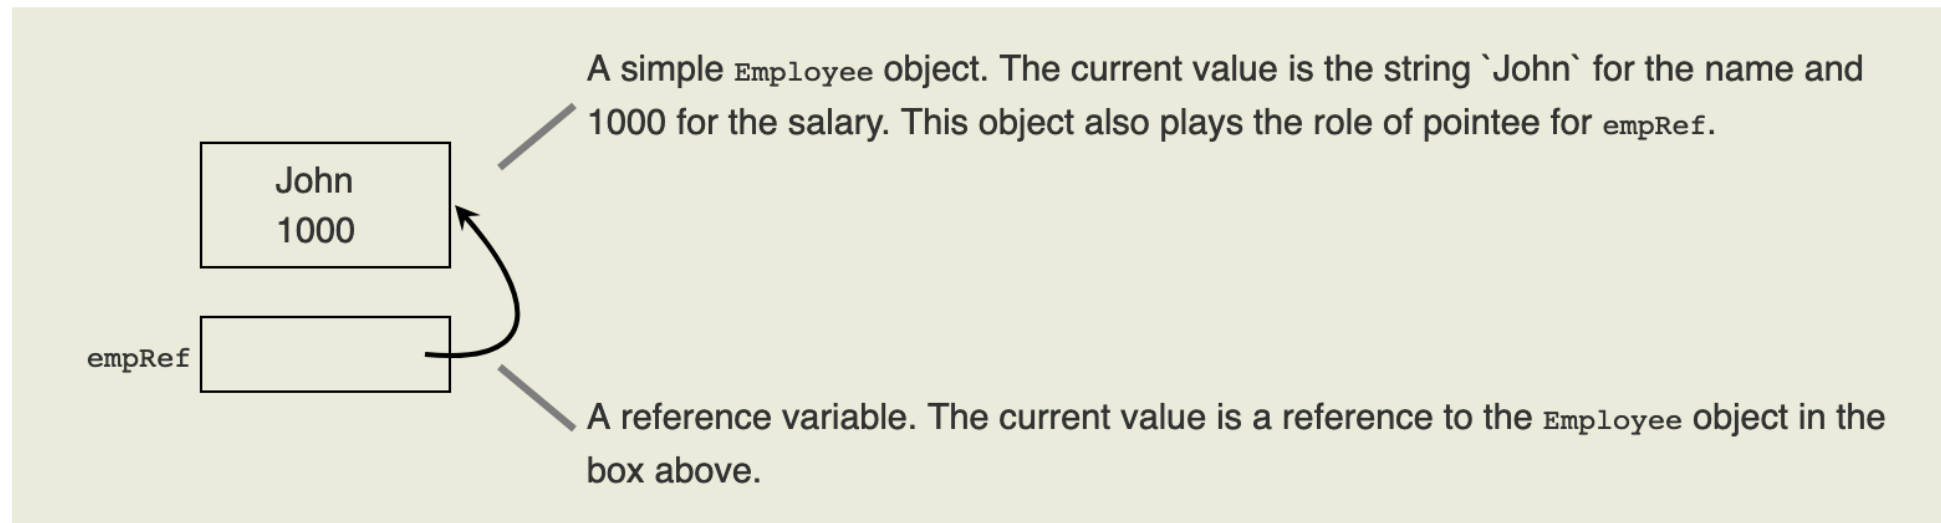 A simple Employee object. The current value is the string `John` for the name and
1000 for the salary. This object also plays the role of pointee for empRef.
John
1000
empRef
A reference variable. The current value is a reference to the Employee object in the
box above.